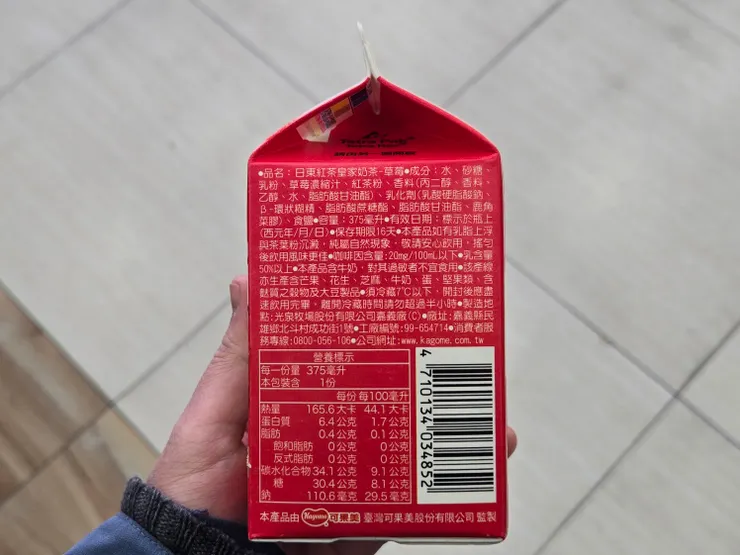 Tetra Pak
•品名：日東紅茶皇家奶茶-草莓•成分：水、砂糖、
乳粉、草莓濃縮汁、紅茶粉、香料(丙二醇、香料、
乙醇、水、脂肪酸甘油酯)、乳化劑(乳酸硬脂酸鈉、
β-環狀糊精、脂肪酸蔗糖酯、脂肪酸甘油酯、鹿角
菜膠)、食鹽•容量：375毫升•有效日期：標示於瓶上
(西元年/月/日)•保存期限16天•本產品如有乳脂上浮
與茶葉粉沉澱，純屬自然現象，敬請安心飲用，搖勻
後飲用風味更佳•咖啡因含量:20mg/100mL以下•乳含量
50%以上•本產品含牛奶，對其過敏者不宜食用•該產線
亦生產含芒果、花生、芝麻、牛奶、蛋、堅果類、含
麩質之穀物及大豆製品•須冷藏7℃以下，開封後應盡
速飲用完畢，離開冷藏時間請勿超過半小時•製造地
點:光泉牧場股份有限公司嘉義廠(C)•廠址:嘉義縣民
雄鄉北斗村成功街1號•工廠編號:99-654714•消費者服
務專線:0800-056-106•公司網址:www.kagome.com.tw
營養標示
每一份量 375毫升
本包裝含 1份
每份 每100毫升
熱量 165.6大卡 44.1大卡
蛋白質 6.4公克 1.7公克
脂肪 0.4公克 0.1公克
飽和脂肪 0公克 0公克
反式脂肪 0公克 0公克
碳水化合物 34.1公克 9.1公克
糖 30.4公克 8.1公克
鈉 110.6毫克 29.5毫克
4 710134 034852
本產品由 Kagome 可果美 臺灣可果美股份有限公司 監製